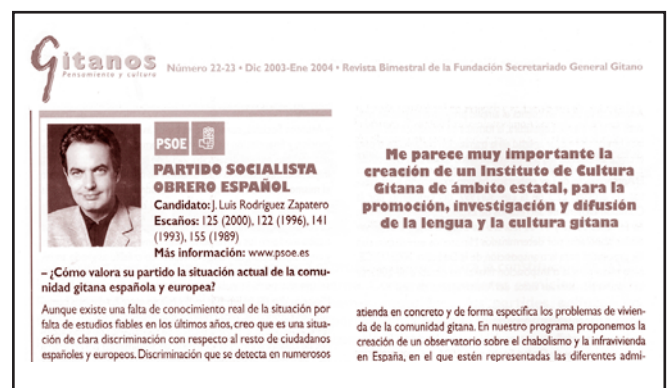 Gitanos
Pensamiento y cultura
Número 22-23 • Dic 2003-Ene 2004 • Revista Bimestral de la Fundación Secretariado General Gitano
PSOE
PARTIDO SOCIALISTA
OBRERO ESPAÑOL
Candidato: J. Luis Rodríguez Zapatero
Escaños: 125 (2000), 122 (1996), 141
(1993), 155 (1989)
Más información: www.psoe.es
– ¿Cómo valora su partido la situación actual de la comu-
nidad gitana española y europea?
Aunque existe una falta de conocimiento real de la situación por
falta de estudios fiables en los últimos años, creo que es una situa-
ción de clara discriminación con respecto al resto de ciudadanos
españoles y europeos. Discriminación que se detecta en numerosos
Me parece muy importante la
creación de un Instituto de Cultura
Gitana de ámbito estatal, para la
promoción, investigación y difusión
de la lengua y la cultura gitana
atienda en concreto y de forma específica los problemas de vivien-
da de la comunidad gitana. En nuestro programa proponemos la
creación de un observatorio sobre el chabolismo y la infravivienda
en España, en el que estén representadas las diferentes admi-